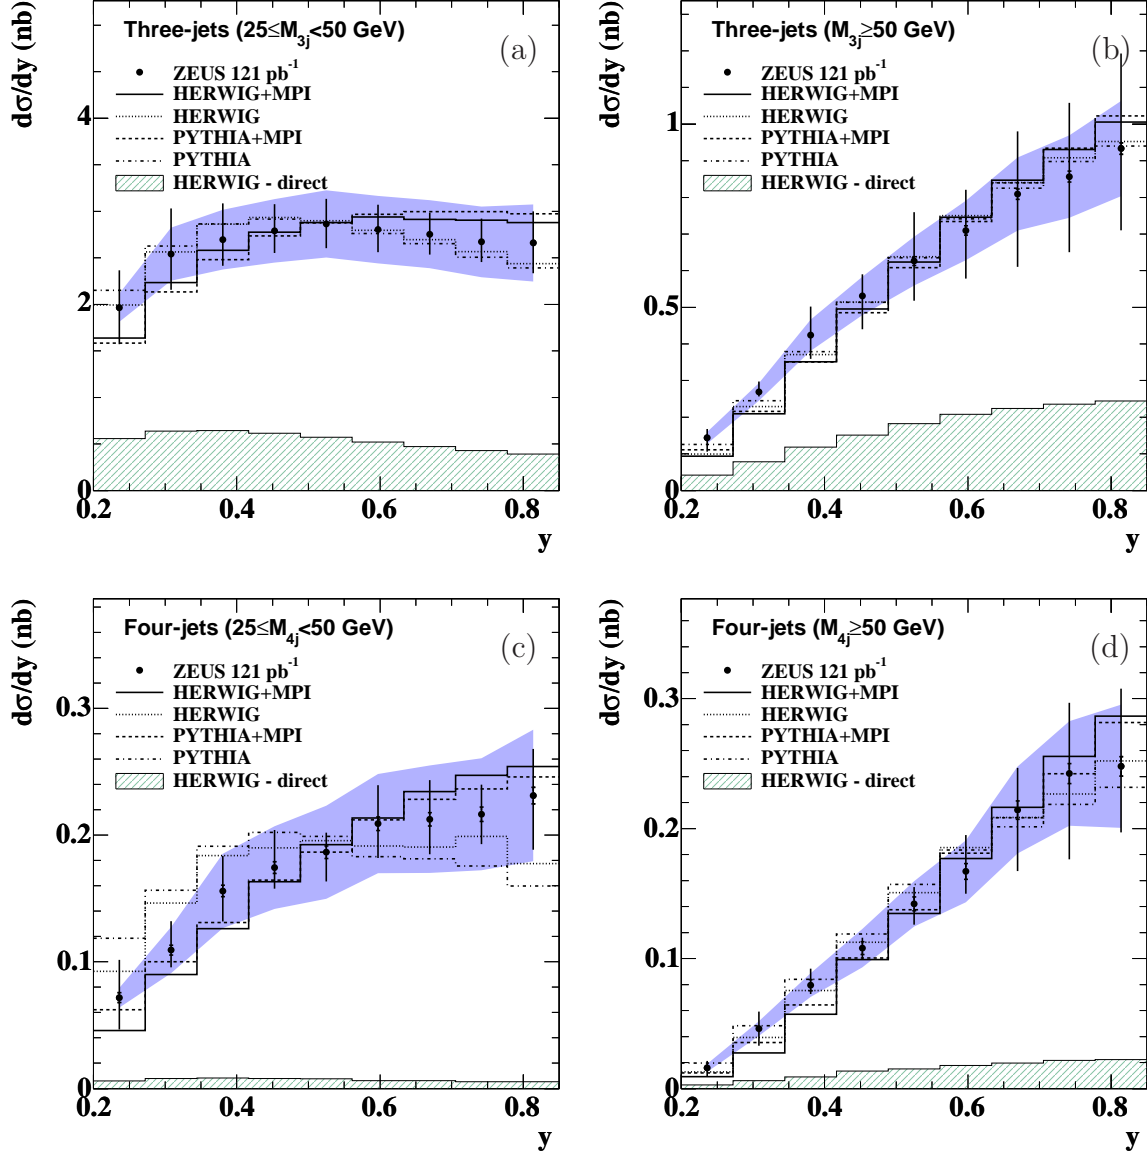 Three-jets (25≤M3j<50 GeV)
(a)
dσ/dy (nb)
ZEUS 121 pb-1
HERWIG+MPI
HERWIG
PYTHIA+MPI
PYTHIA
HERWIG - direct
4
2
0
0.2 0.4 0.6 0.8
y
Three-jets (M3j≥50 GeV)
(b)
dσ/dy (nb)
ZEUS 121 pb-1
HERWIG+MPI
HERWIG
PYTHIA+MPI
PYTHIA
HERWIG - direct
1
0.5
0
0.2 0.4 0.6 0.8
y
Four-jets (25≤M4j<50 GeV)
(c)
dσ/dy (nb)
ZEUS 121 pb-1
HERWIG+MPI
HERWIG
PYTHIA+MPI
PYTHIA
HERWIG - direct
0.3
0.2
0.1
0
0.2 0.4 0.6 0.8
y
Four-jets (M4j≥50 GeV)
(d)
dσ/dy (nb)
ZEUS 121 pb-1
HERWIG+MPI
HERWIG
PYTHIA+MPI
PYTHIA
HERWIG - direct
0.3
0.2
0.1
0
0.2 0.4 0.6 0.8
y